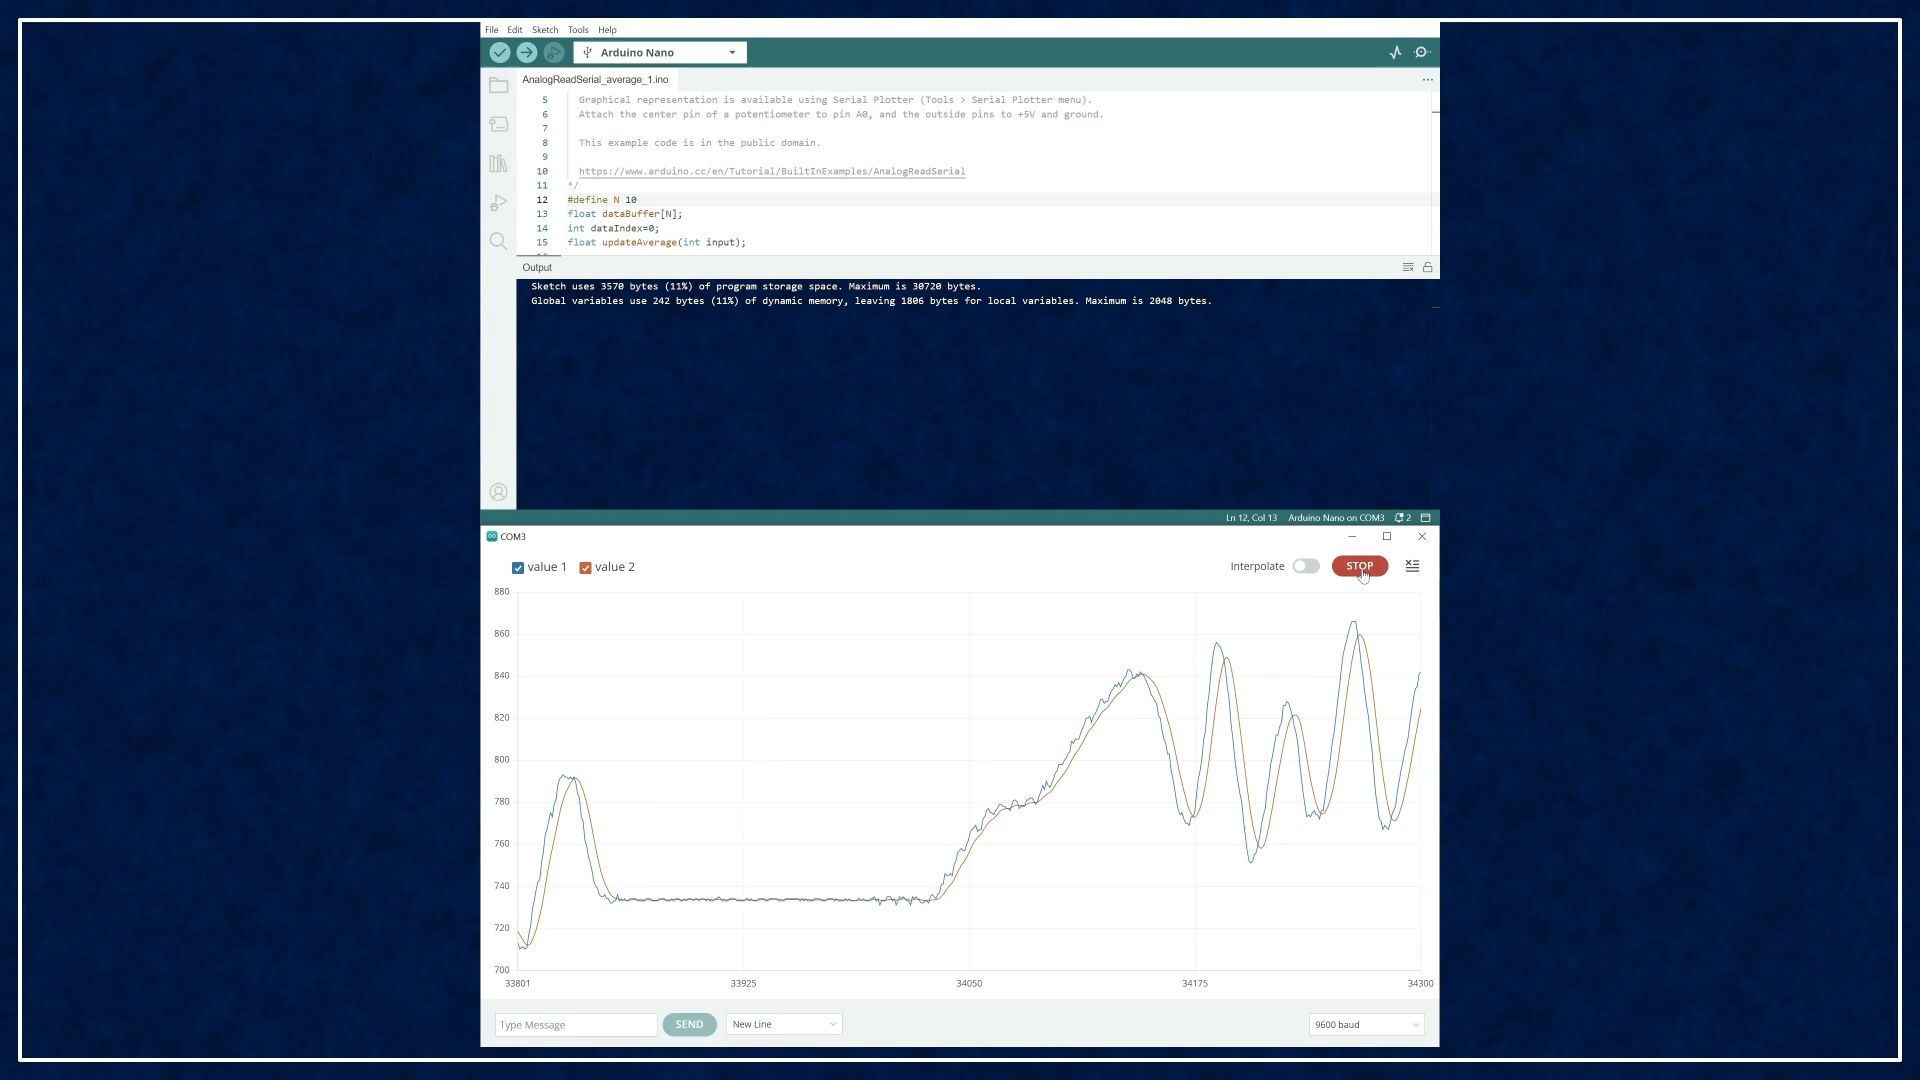 File Edit Sketch Tools Help
Arduino Nano
AnalogReadSerial_average_1.ino
5 Graphical representation is available using Serial Plotter (Tools > Serial Plotter menu).
6 Attach the center pin of a potentiometer to pin A0, and the outside pins to +5V and ground.
7
8 This example code is in the public domain.
9
10 https://www.arduino.cc/en/Tutorial/BuiltInExamples/AnalogReadSerial
11 */
12 #define N 10
13 float dataBuffer[N];
14 int dataIndex=0;
15 float updateAverage(int input);
Output
Sketch uses 3570 bytes (11%) of program storage space. Maximum is 30720 bytes.
Global variables use 242 bytes (11%) of dynamic memory, leaving 1806 bytes for local variables. Maximum is 2048 bytes.
Ln 12, Col 13 Arduino Nano on COM3 2
COM3
value 1 value 2 Interpolate STOP
880
860
840
820
800
780
760
740
720
700
33801 33925 34050 34175 34300
Type Message SEND New Line 9600 baud